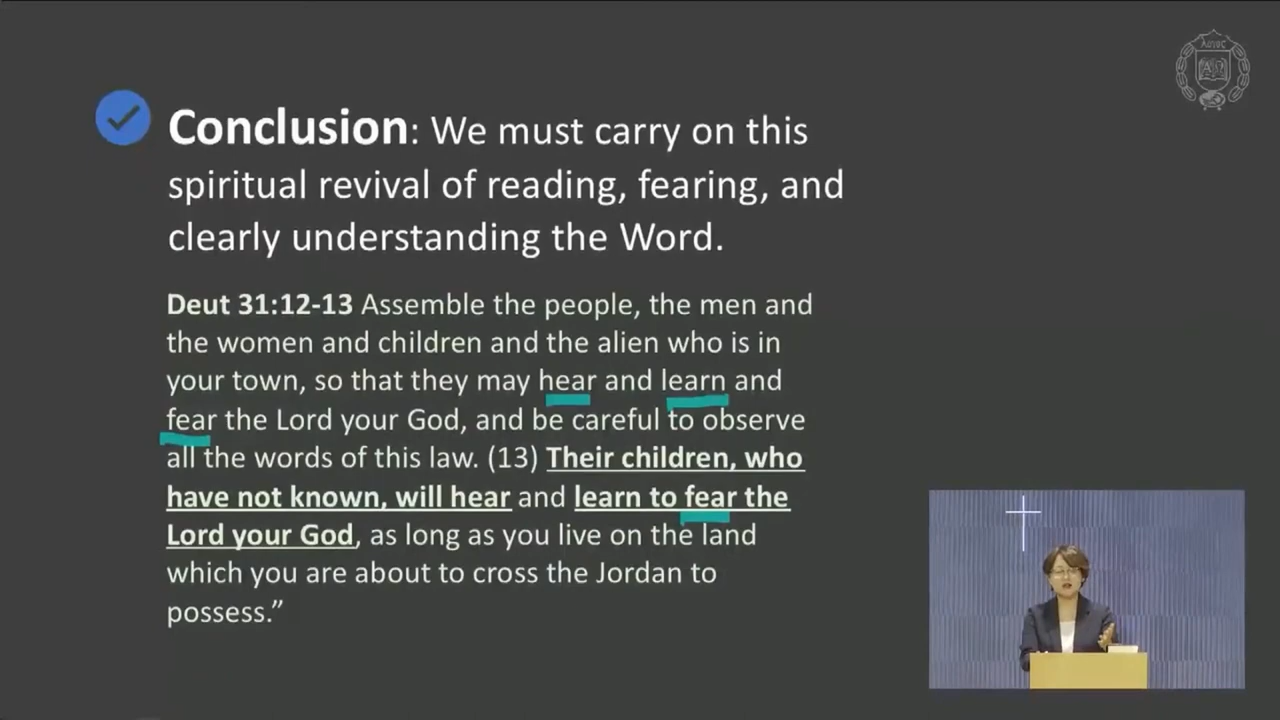 Conclusion: We must carry on this
spiritual revival of reading, fearing, and
clearly understanding the Word.
Deut 31:12-13 Assemble the people, the men and
the women and children and the alien who is in
your town, so that they may hear and learn and
fear the Lord your God, and be careful to observe
all the words of this law. (13) Their children, who
have not known, will hear and learn to fear the
Lord your God, as long as you live on the land
which you are about to cross the Jordan to
possess.”